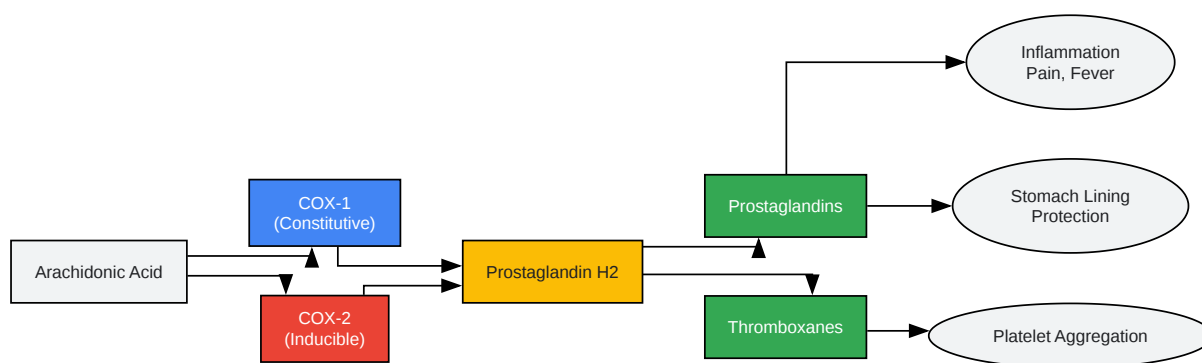 Inflammation
Pain, Fever
COX-1
(Constitutive)
Prostaglandins
Stomach Lining
Protection
Arachidonic Acid
Prostaglandin H2
COX-2
(Inducible)
Thromboxanes
Platelet Aggregation